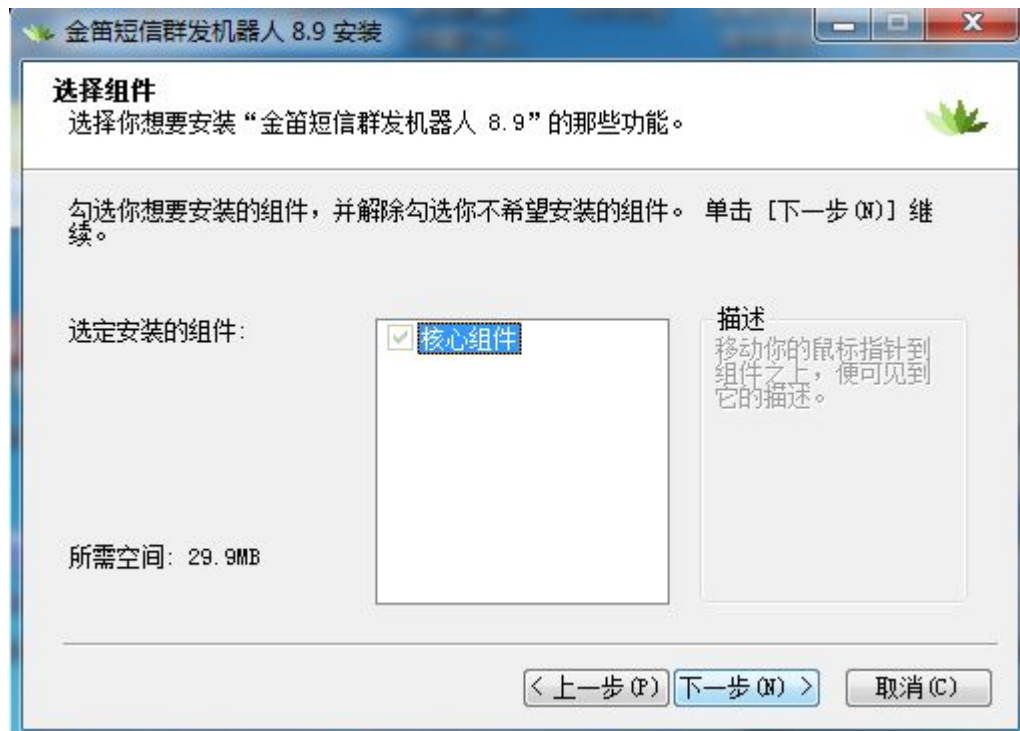 金笛短信群发机器人 8.9 安装
选择组件
选择你想要安装“金笛短信群发机器人 8.9”的那些功能。
勾选你想要安装的组件，并解除勾选你不希望安装的组件。 单击 [下一步(N)] 继
续。
选定安装的组件:
核心组件
描述
移动你的鼠标指针到
组件之上，便可见到
它的描述。
所需空间: 29.9MB
< 上一步(P)
下一步(N) >
取消(C)